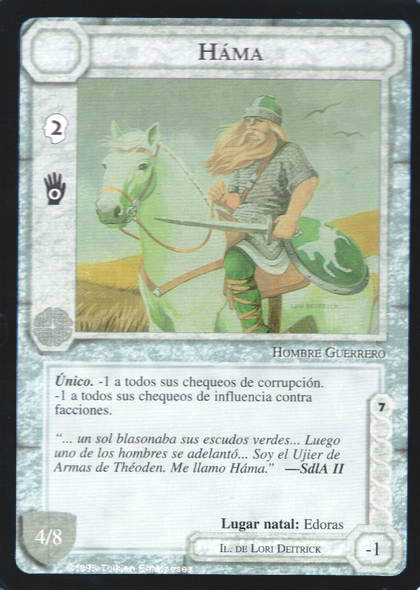 HÁMA
2
0
HOMBRE GUERRERO
Único. -1 a todos sus chequeos de corrupción.
-1 a todos sus chequeos de influencia contra
facciones.
7
“... un sol blasonaba sus escudos verdes... Luego
uno de los hombres se adelantó... Soy el Ujier de
Armas de Théoden. Me llamo Háma.” —SdlA II
Lugar natal: Edoras
4/8
IL. DE LORI DEITRICK
-1